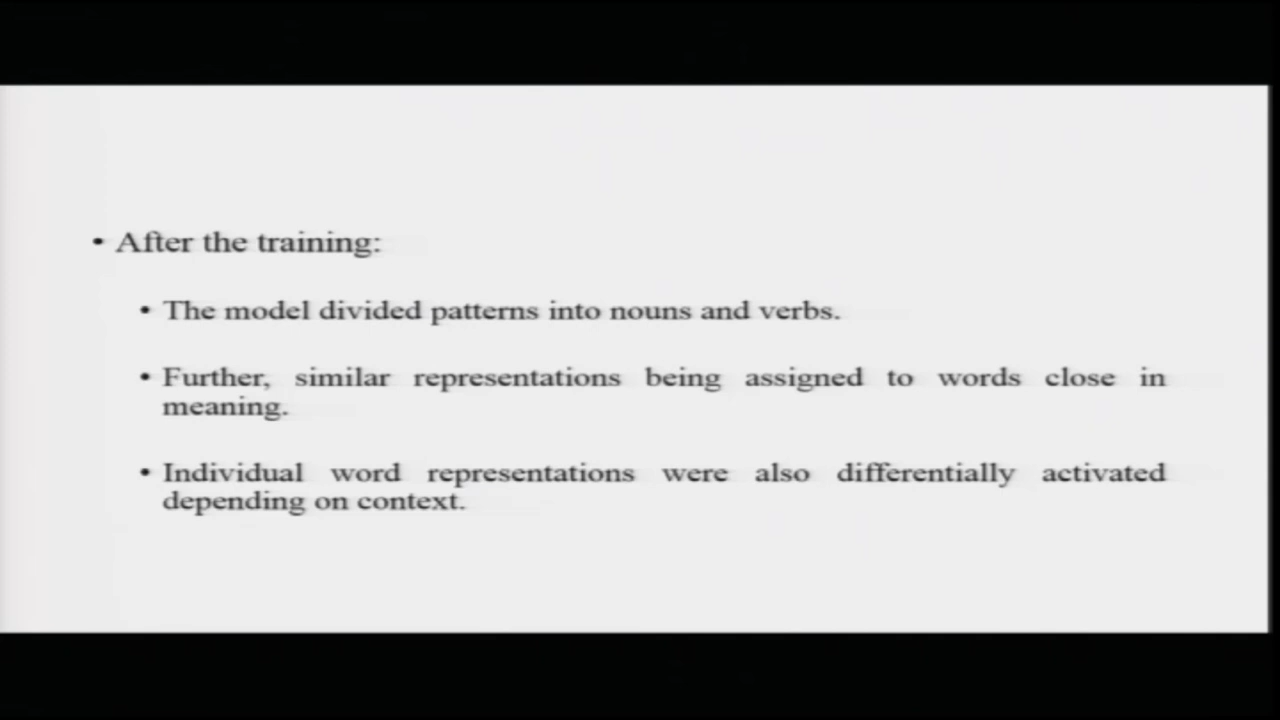 • After the training:
• The model divided patterns into nouns and verbs.
• Further, similar representations being assigned to words close in
meaning.
• Individual word representations were also differentially activated
depending on context.